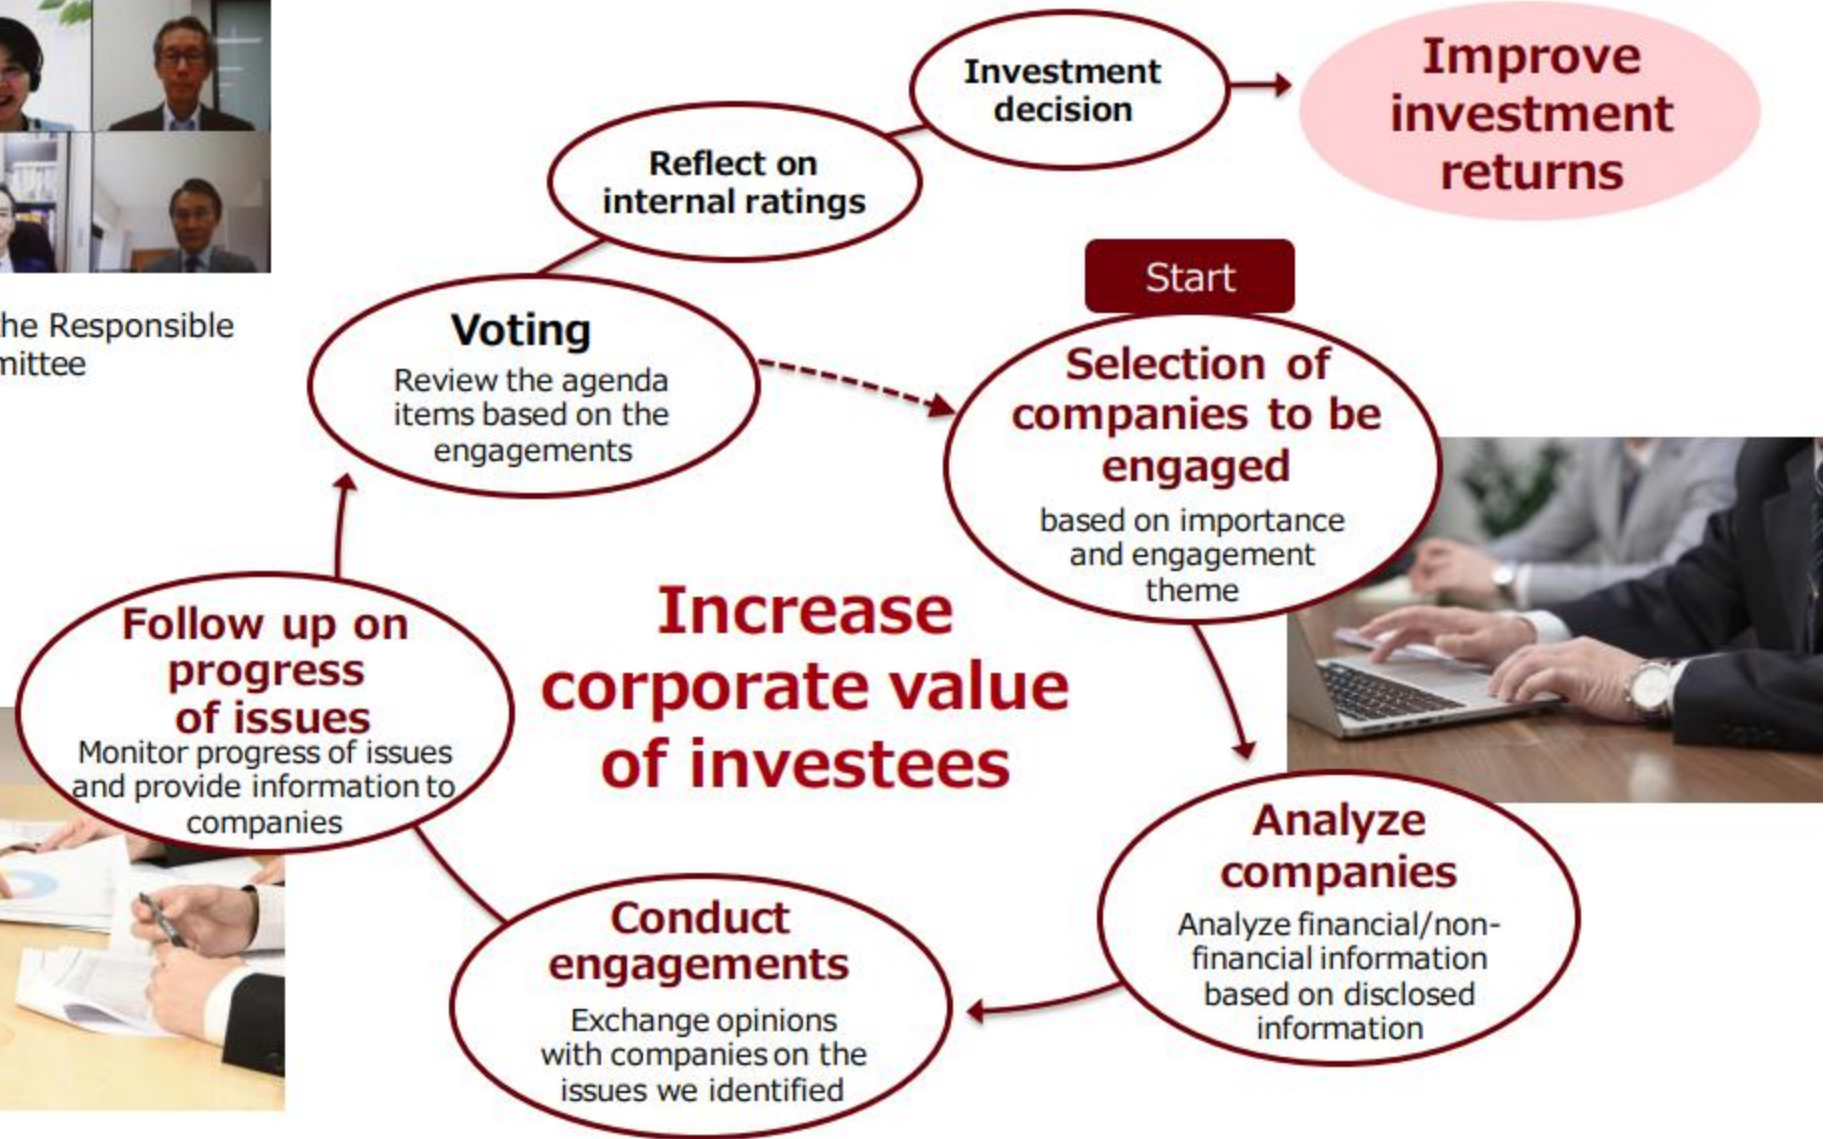 Investment
decision
Improve
investment
returns
Reflect on
internal ratings
Start
he Responsible
mittee
Voting
Review the agenda
items based on the
engagements
Selection of
companies to be
engaged
based on importance
and engagement
theme
Increase
corporate value
of investees
Follow up on
progress
of issues
Monitor progress of issues
and provide information to
companies
Analyze
companies
Analyze financial/non-
financial information
based on disclosed
information
Conduct
engagements
Exchange opinions
with companies on the
issues we identified